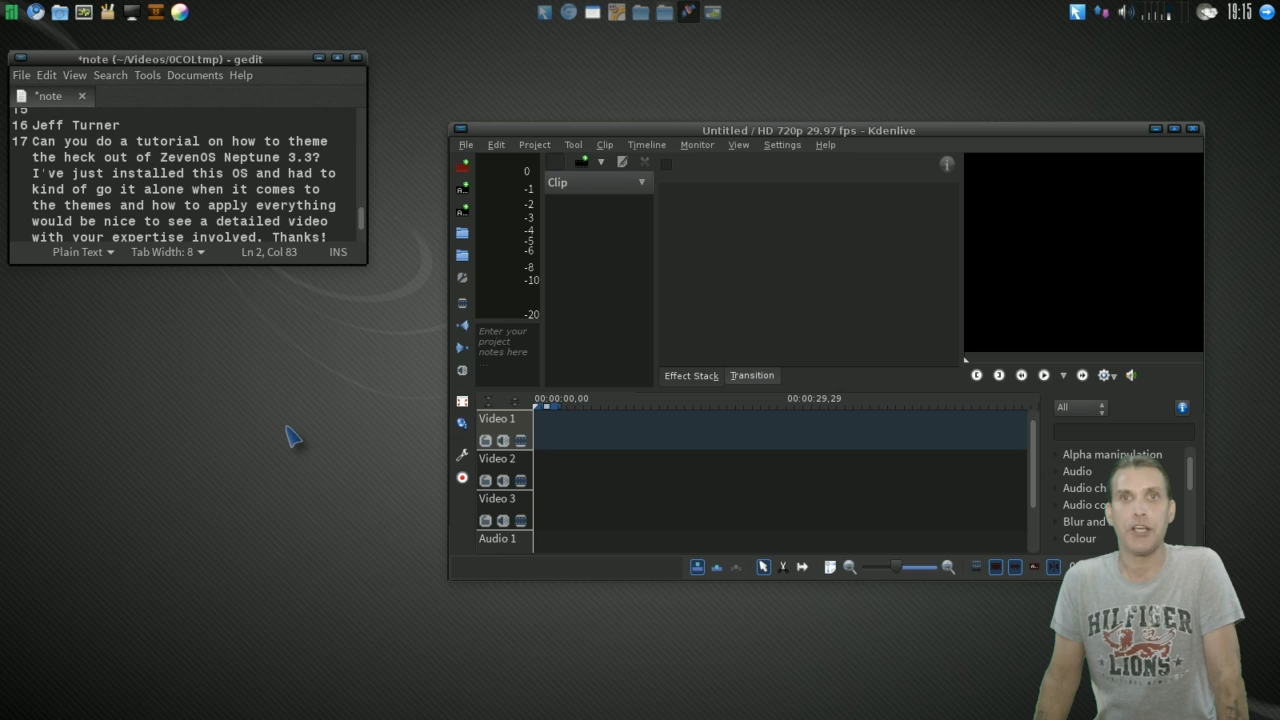 19:15
*note (~/Videos/0COLtmp) - gedit
File Edit View Search Tools Documents Help
*note
15
16 Jeff Turner
17 Can you do a tutorial on how to theme
the heck out of ZevenOS Neptune 3.3?
I've just installed this OS and had to
kind of go it alone when it comes to
the themes and how to apply everything
would be nice to see a detailed video
with your expertise involved. Thanks!
Plain Text Tab Width: 8 Ln 2, Col 83 INS
Untitled / HD 720p 29.97 fps - Kdenlive
File Edit Project Tool Clip Timeline Monitor View Settings Help
0
-1
-2
-3
-4
-5
-6
-8
-10
-20
Clip
Enter your
project
notes here
...
Effect Stack Transition
00:00:00,00 00:00:29,29
Video 1
Video 2
Video 3
Audio 1
All
Alpha manipulation
Audio
Audio ch
Audio co
Blur and
Colour
HILFIGER
LIONS